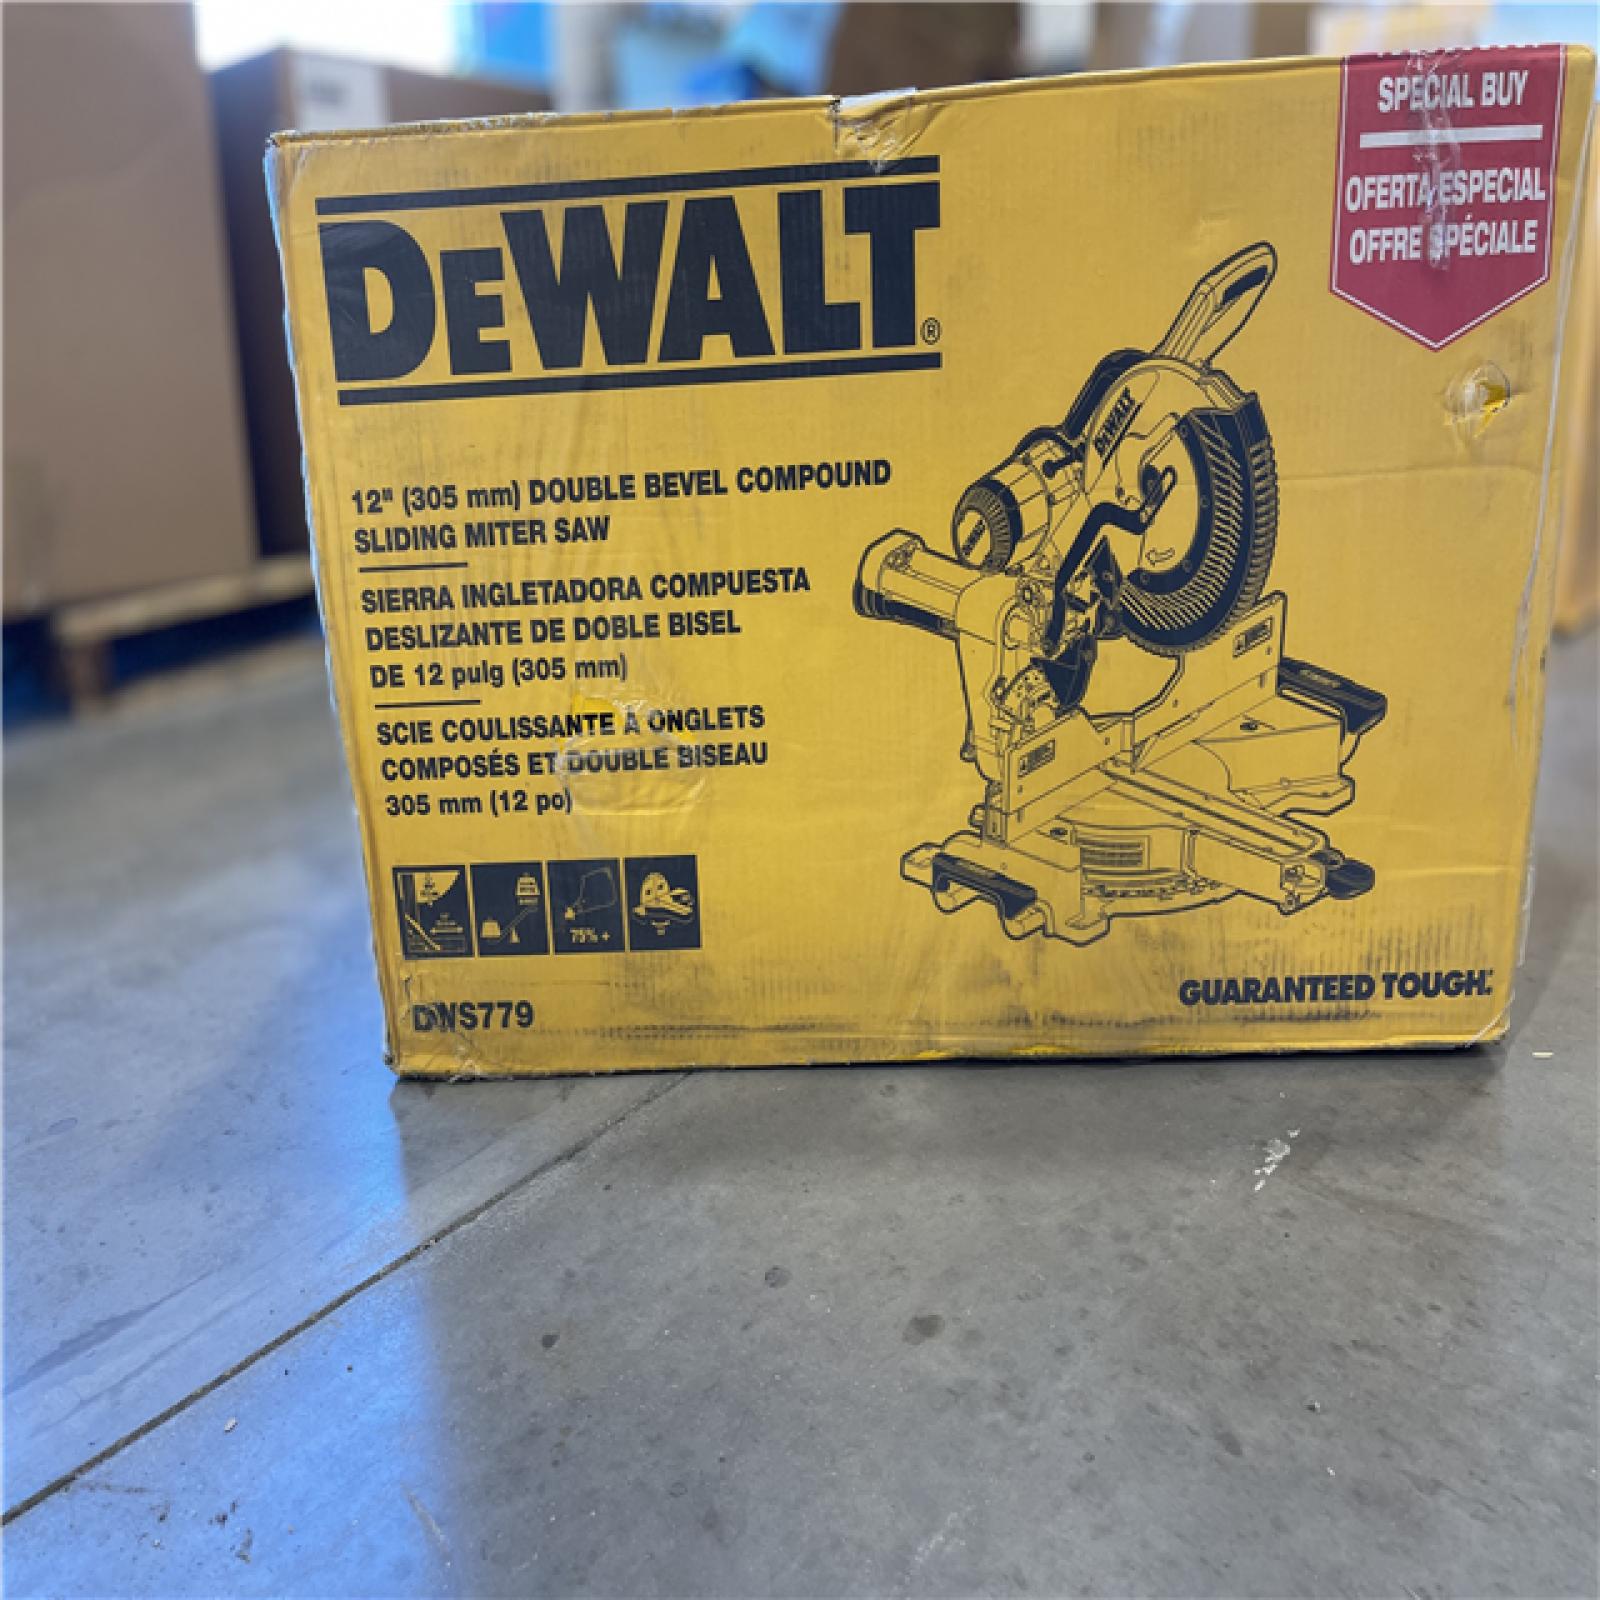 DEWALT®
SPECIAL BUY
OFERTA ESPECIAL
OFFRE SPÉCIALE
12" (305 mm) DOUBLE BEVEL COMPOUND
SLIDING MITER SAW
SIERRA INGLETADORA COMPUESTA
DESLIZANTE DE DOBLE BISEL
DE 12 pulg (305 mm)
SCIE COULISSANTE À ONGLETS
COMPOSÉS ET DOUBLE BISEAU
305 mm (12 po)
DEWALT
75% +
DWS779
GUARANTEED TOUGH.